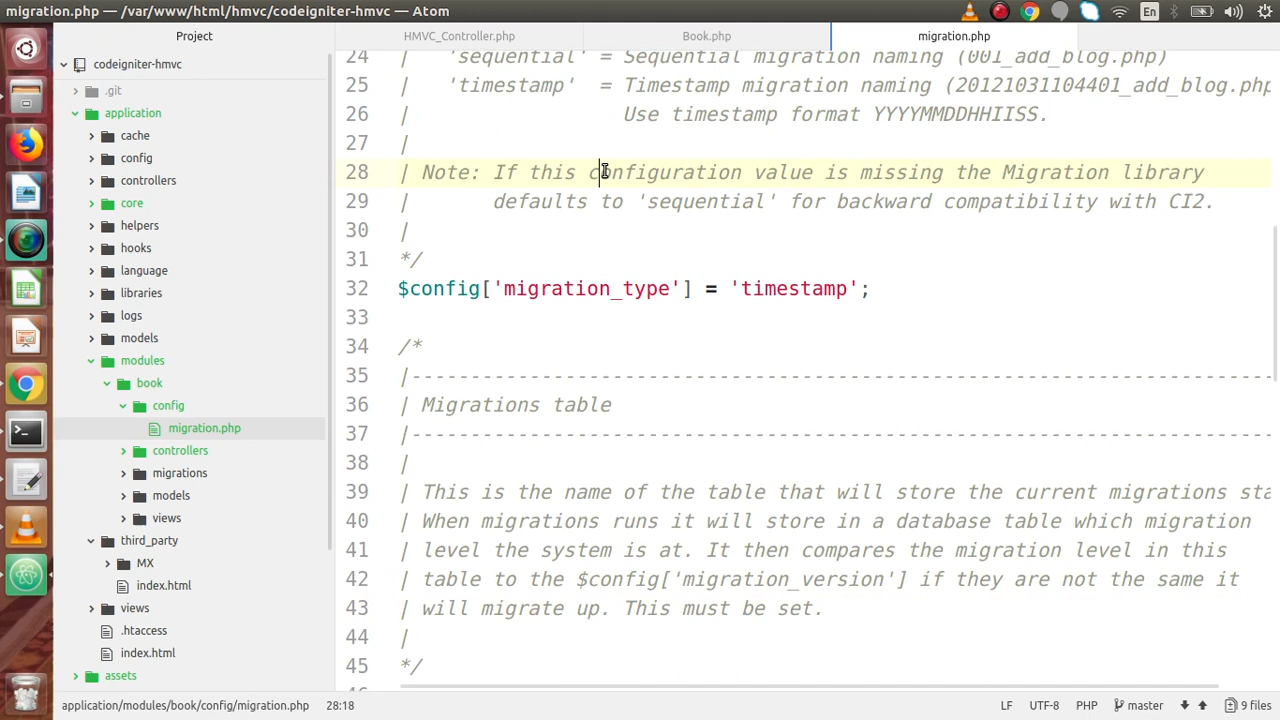 migration.php — /var/www/html/hmvc/codeigniter-hmvc — Atom
En
Project
HMVC_Controller.php
Book.php
migration.php
codeigniter-hmvc
.git
application
cache
config
controllers
core
helpers
hooks
language
libraries
logs
models
modules
book
config
migration.php
controllers
migrations
models
views
third_party
MX
index.html
views
.htaccess
index.html
assets
24 | 'sequential' = Sequential migration naming (001_add_blog.php)
25 | 'timestamp' = Timestamp migration naming (20121031104401_add_blog.php
26 | Use timestamp format YYYYMMDDHHIISS.
27 |
28 | Note: If this configuration value is missing the Migration library
29 | defaults to 'sequential' for backward compatibility with CI2.
30 |
31 */
32 $config['migration_type'] = 'timestamp';
33
34 /*
35 |--------------------------------------------------------------------------
36 | Migrations table
37 |--------------------------------------------------------------------------
38 |
39 | This is the name of the table that will store the current migrations sta
40 | When migrations runs it will store in a database table which migration
41 | level the system is at. It then compares the migration level in this
42 | table to the $config['migration_version'] if they are not the same it
43 | will migrate up. This must be set.
44 |
45 */
application/modules/book/config/migration.php 28:18 LF UTF-8 PHP master 9 files